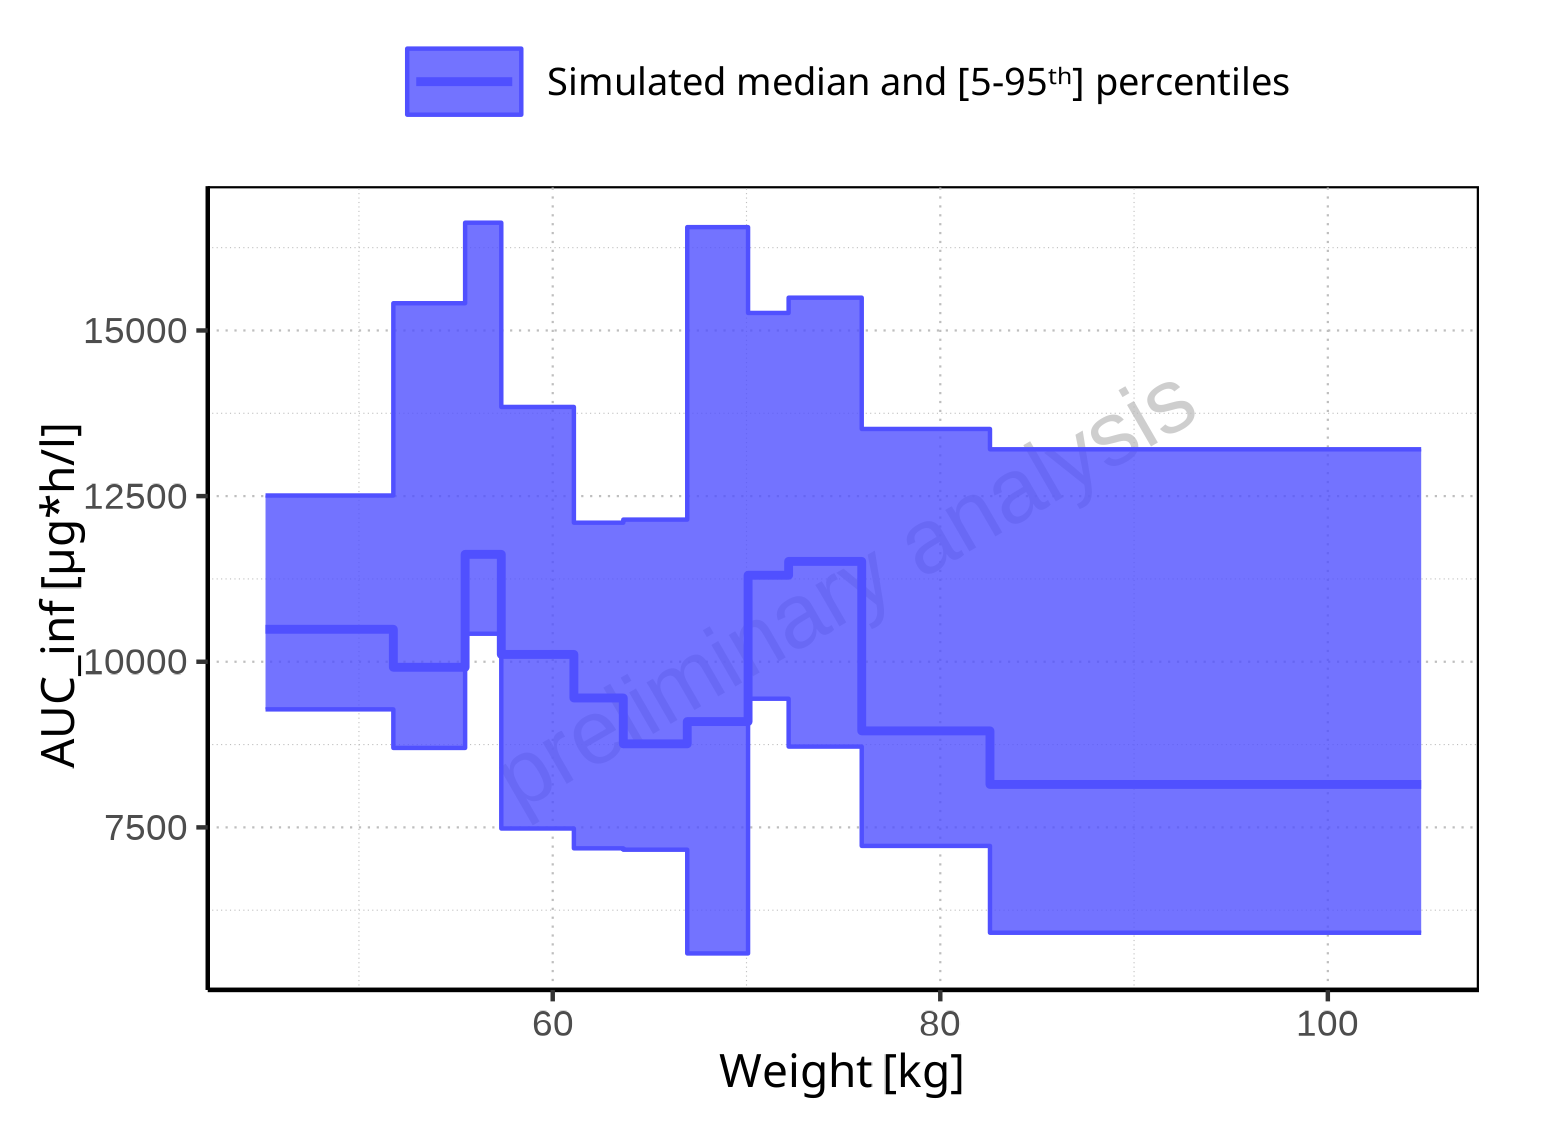 Simulated median and [5-95ᵗʰ] percentiles
AUC_inf [µg*h/l]
15000
12500
10000
7500
preliminary analysis
60
80
100
Weight [kg]